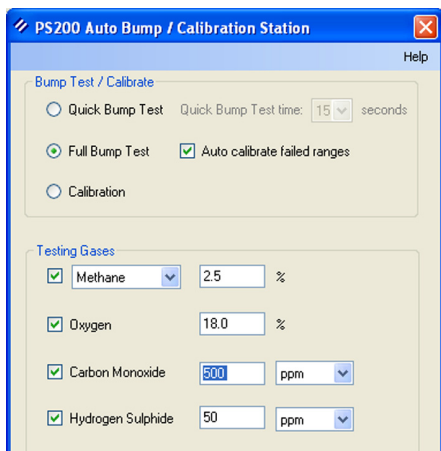 PS200 Auto Bump / Calibration Station
Help
Bump Test / Calibrate
Quick Bump Test Quick Bump Test time: 15 seconds
Full Bump Test Auto calibrate failed ranges
Calibration
Testing Gases
Methane 2.5 %
Oxygen 18.0 %
Carbon Monoxide 500 ppm
Hydrogen Sulphide 50 ppm